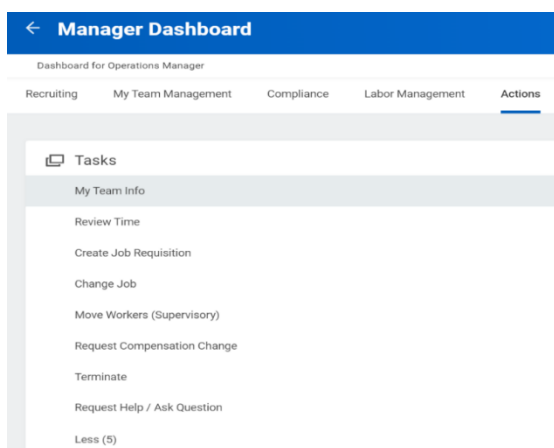 Manager Dashboard
Dashboard for Operations Manager
Recruiting My Team Management Compliance Labor Management Actions
Tasks
My Team Info
Review Time
Create Job Requisition
Change Job
Move Workers (Supervisory)
Request Compensation Change
Terminate
Request Help / Ask Question
Less (5)